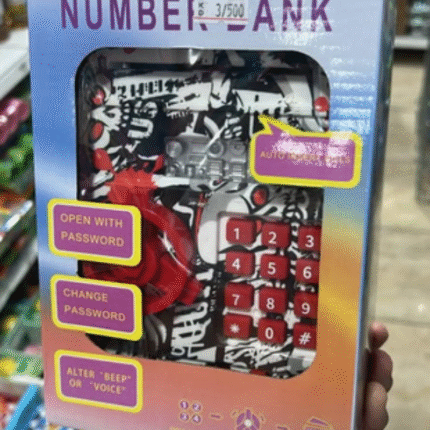 NUMBER BANK
KD 3/500
AUTO
OPEN WITH
PASSWORD
CHANGE
PASSWORD
ALTER "BEEP"
OR "VOICE"
1 2 3
4 5 6
7 8 9
* 0 #